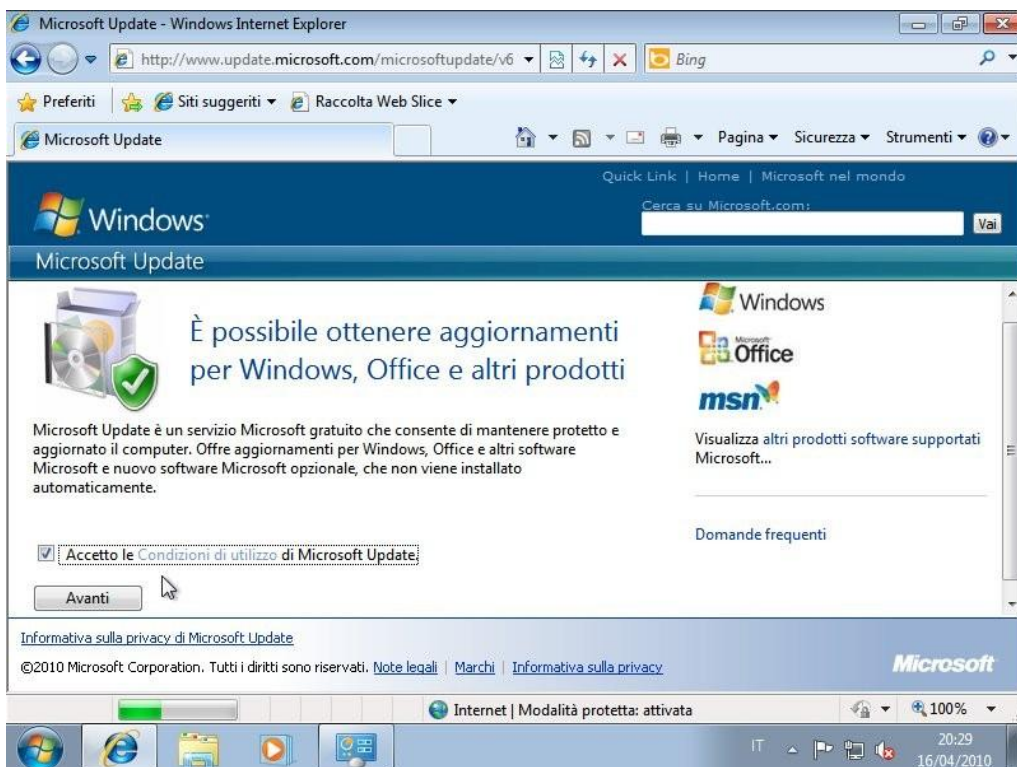 Microsoft Update - Windows Internet Explorer
http://www.update.microsoft.com/microsoftupdate/v6
Bing
Preferiti Siti suggeriti Raccolta Web Slice
Microsoft Update
Pagina Sicurezza Strumenti
Quick Link | Home | Microsoft nel mondo
Windows
Cerca su Microsoft.com:
Vai
Microsoft Update
È possibile ottenere aggiornamenti
per Windows, Office e altri prodotti
Microsoft Update è un servizio Microsoft gratuito che consente di mantenere protetto e
aggiornato il computer. Offre aggiornamenti per Windows, Office e altri software
Microsoft e nuovo software Microsoft opzionale, che non viene installato
automaticamente.
Accetto le Condizioni di utilizzo di Microsoft Update.
Avanti
Windows
Microsoft
Office
msn
Visualizza altri prodotti software supportati
Microsoft...
Domande frequenti
Informativa sulla privacy di Microsoft Update
©2010 Microsoft Corporation. Tutti i diritti sono riservati. Note legali | Marchi | Informativa sulla privacy
Microsoft
Internet | Modalità protetta: attivata
100%
IT
20:29
16/04/2010